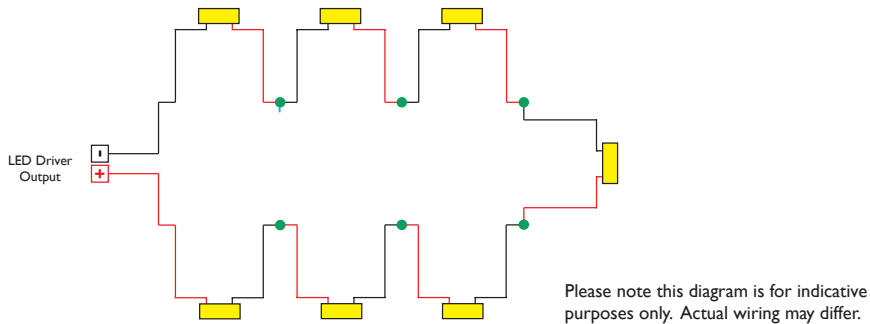 -
LED Driver
Output
+
Please note this diagram is for indicative
purposes only. Actual wiring may differ.